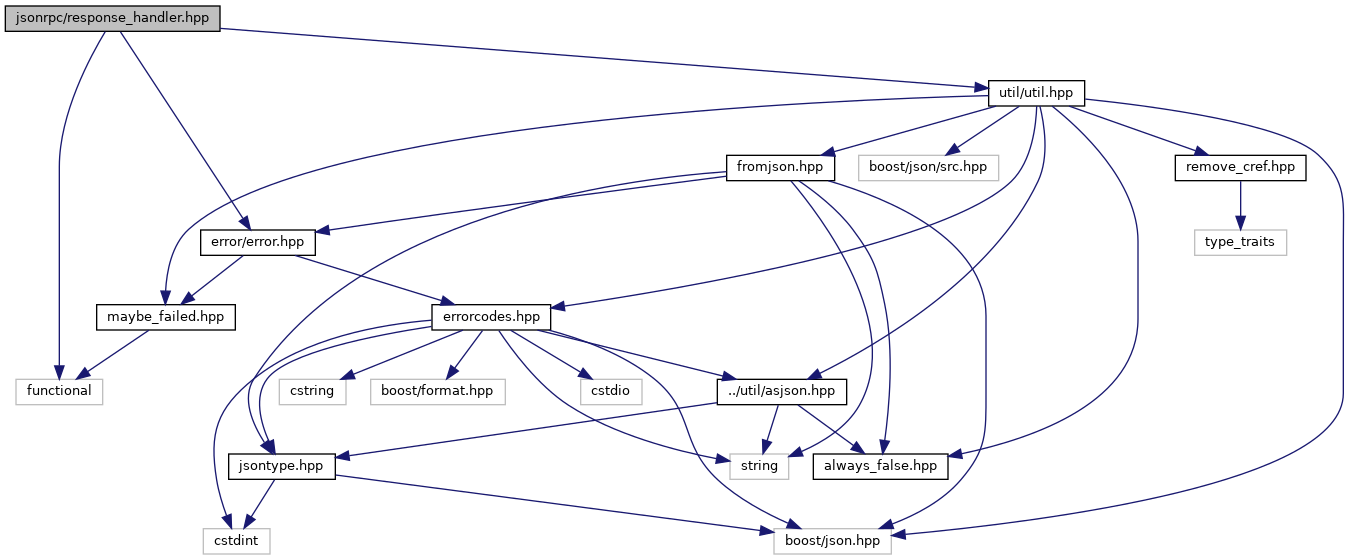 jsonrpc/response_handler.hpp
util/util.hpp
fromjson.hpp
boost/json/src.hpp
remove_cref.hpp
error/error.hpp
type_traits
maybe_failed.hpp
errorcodes.hpp
functional
cstring
boost/format.hpp
cstdio
../util/asjson.hpp
jsontype.hpp
string
always_false.hpp
cstdint
boost/json.hpp